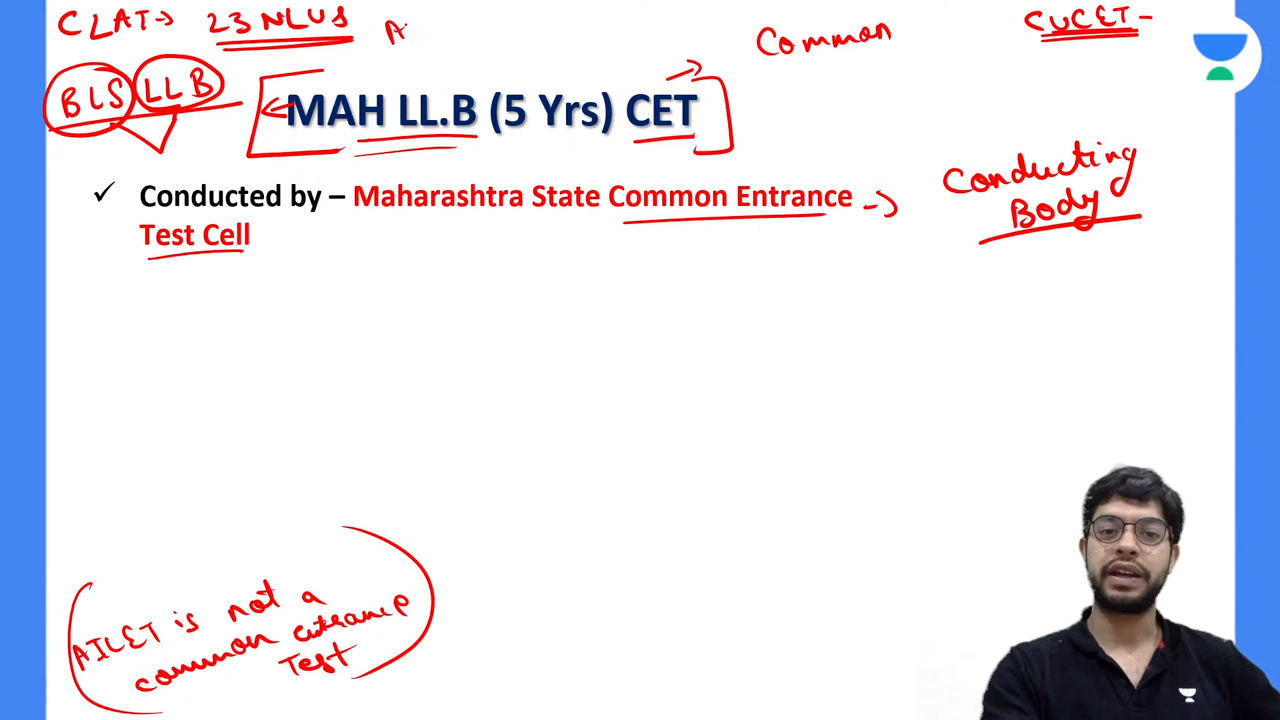 CLAT → 23 NLUS A
Common
CUCET -
BLS LLB
MAH LL.B (5 Yrs) CET
✓ Conducted by – Maharashtra State Common Entrance
Test Cell
Conducting
Body
AILET is not a
common entrance
Test